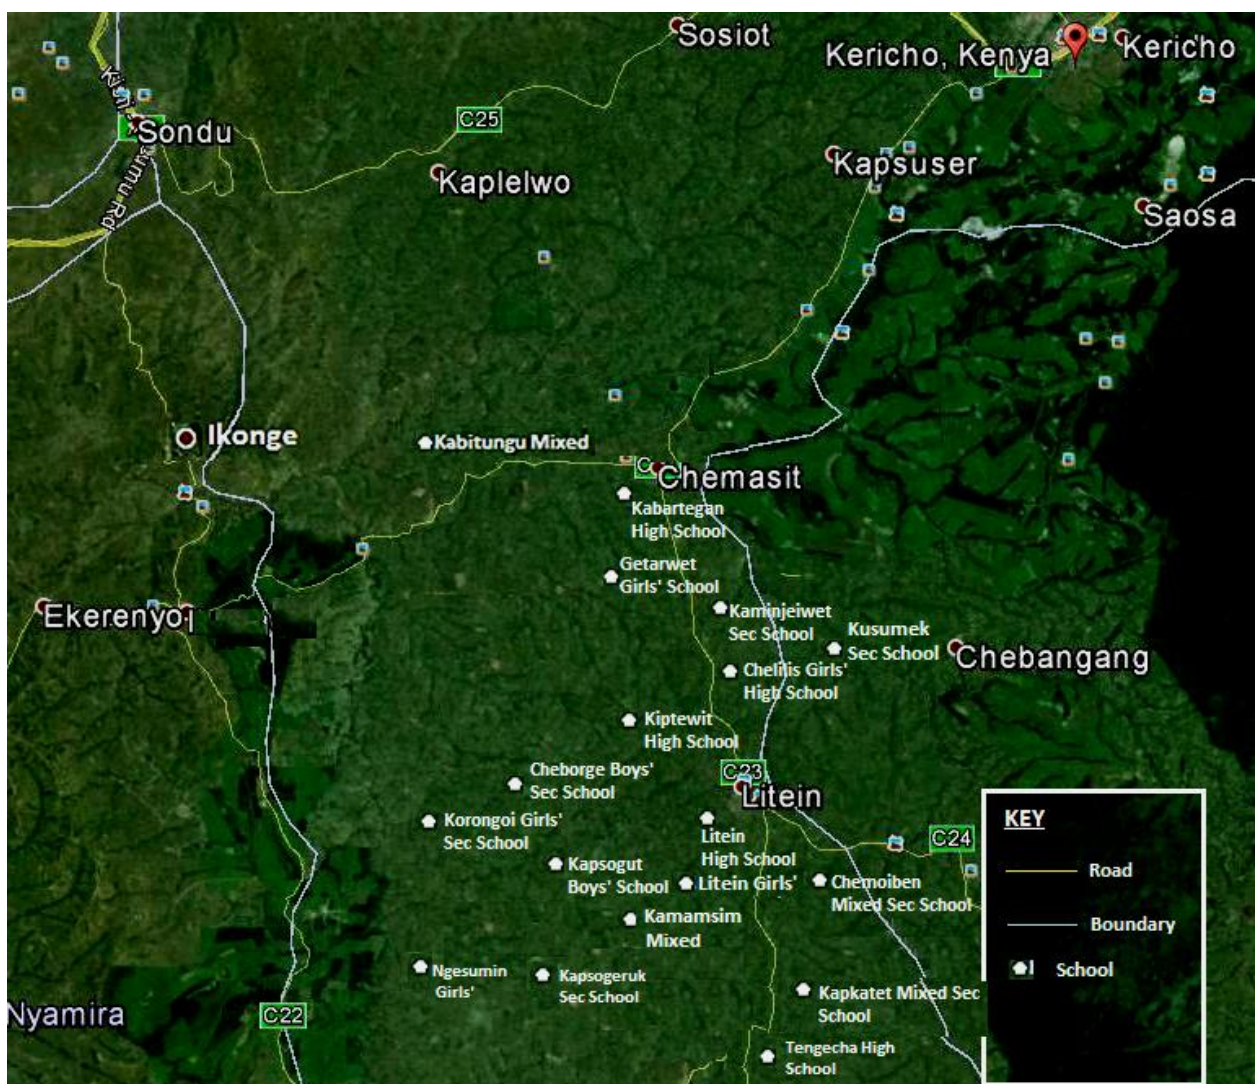 Sosiot
Kericho, Kenya
Kericho
C25
Sondu
Kaplelwo
Kapsuser
Saosa
Ikonge
Kabitungu Mixed
Chemasit
Kabartegan
High School
Getarwet
Girls' School
Ekerenyo
Kaminjeiwet
Sec School
Kusumek
Sec School
Chebangang
Chelilis Girls'
High School
Kiptewit
High School
Cheborge Boys'
Sec School
C23
Litein
Korongoi Girls'
Sec School
Litein
High School
C24
Kapsogut
Boys' School
Litein Girls'
Chemoiben
Mixed Sec School
Kamamsim
Mixed
Ngesumin
Girls'
Kapsogeruk
Sec School
Kapkatet Mixed Sec
School
Nyamira
C22
Tengecha High
School
KEY
Road
Boundary
School